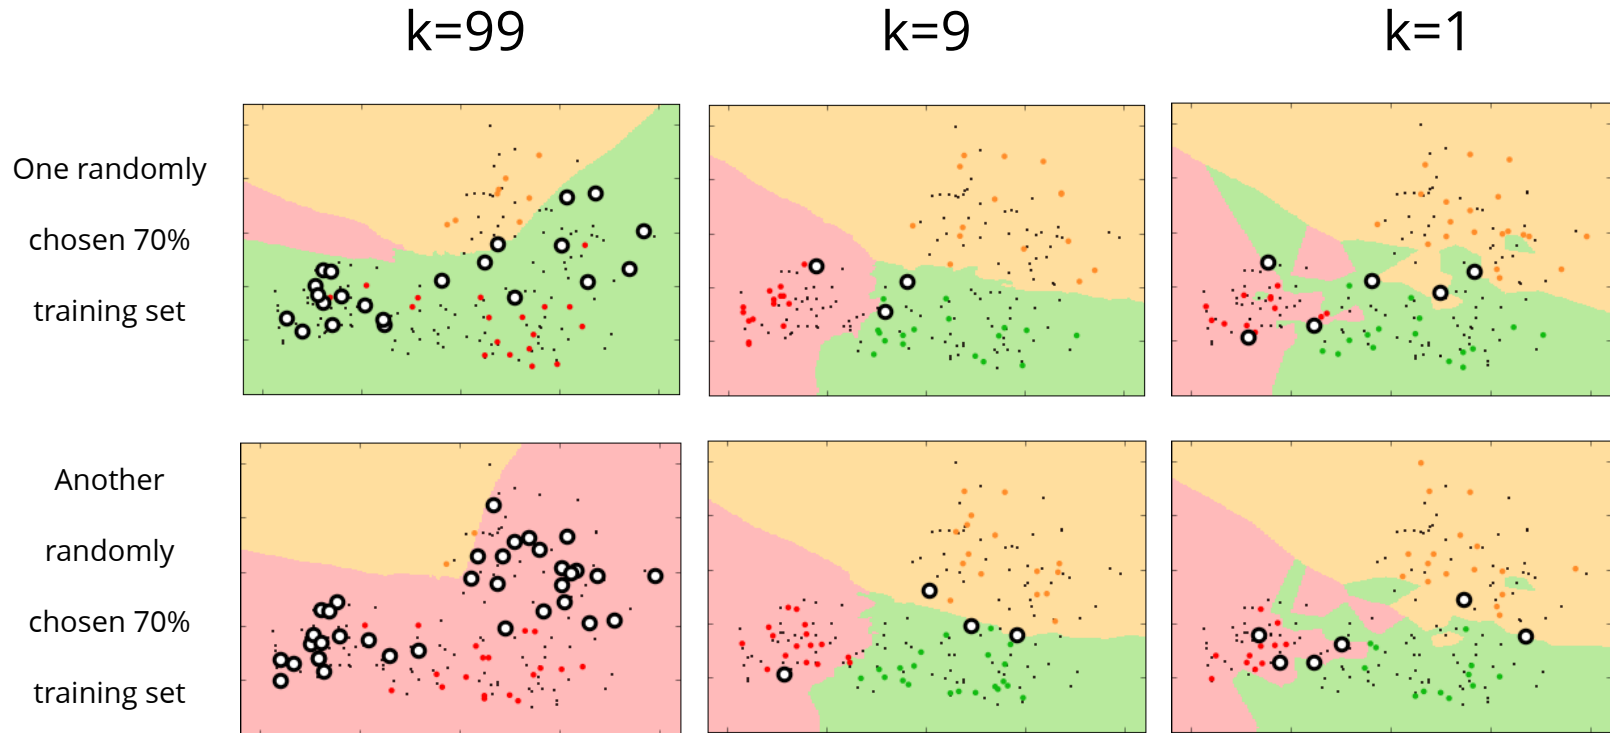 k=99
k=9
k=1
One randomly
chosen 70%
training set
Another
randomly
chosen 70%
training set